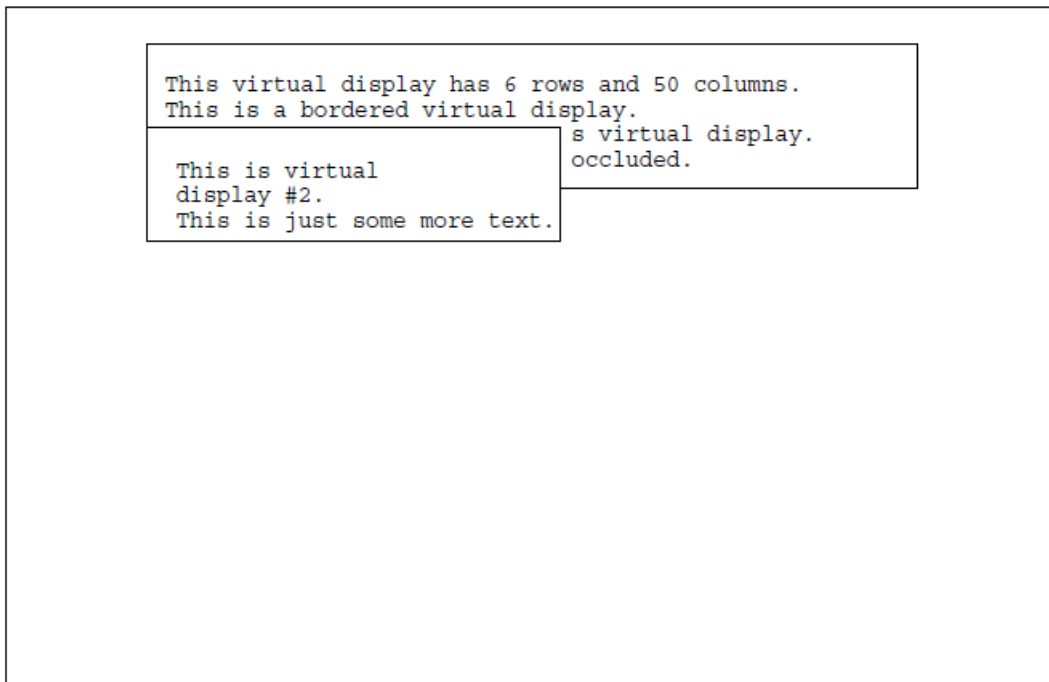 This virtual display has 6 rows and 50 columns.
This is a bordered virtual display.
s virtual display.
occluded.
This is virtual
display #2.
This is just some more text.